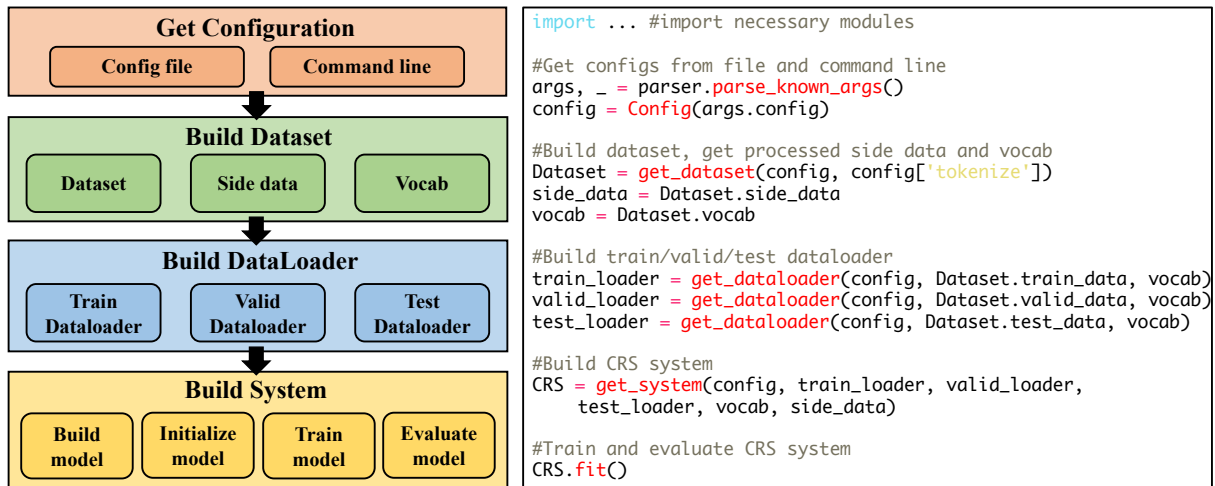 Get Configuration
Config file
Command line
Build Dataset
Dataset
Side data
Vocab
Build DataLoader
Train
Dataloader
Valid
Dataloader
Test
Dataloader
Build System
Build
model
Initialize
model
Train
model
Evaluate
model
import ... #import necessary modules
#Get configs from file and command line
args, _ = parser.parse_known_args()
config = Config(args.config)
#Build dataset, get processed side data and vocab
Dataset = get_dataset(config, config['tokenize'])
side_data = Dataset.side_data
vocab = Dataset.vocab
#Build train/valid/test dataloader
train_loader = get_dataloader(config, Dataset.train_data, vocab)
valid_loader = get_dataloader(config, Dataset.valid_data, vocab)
test_loader = get_dataloader(config, Dataset.test_data, vocab)
#Build CRS system
CRS = get_system(config, train_loader, valid_loader,
test_loader, vocab, side_data)
#Train and evaluate CRS system
CRS.fit()